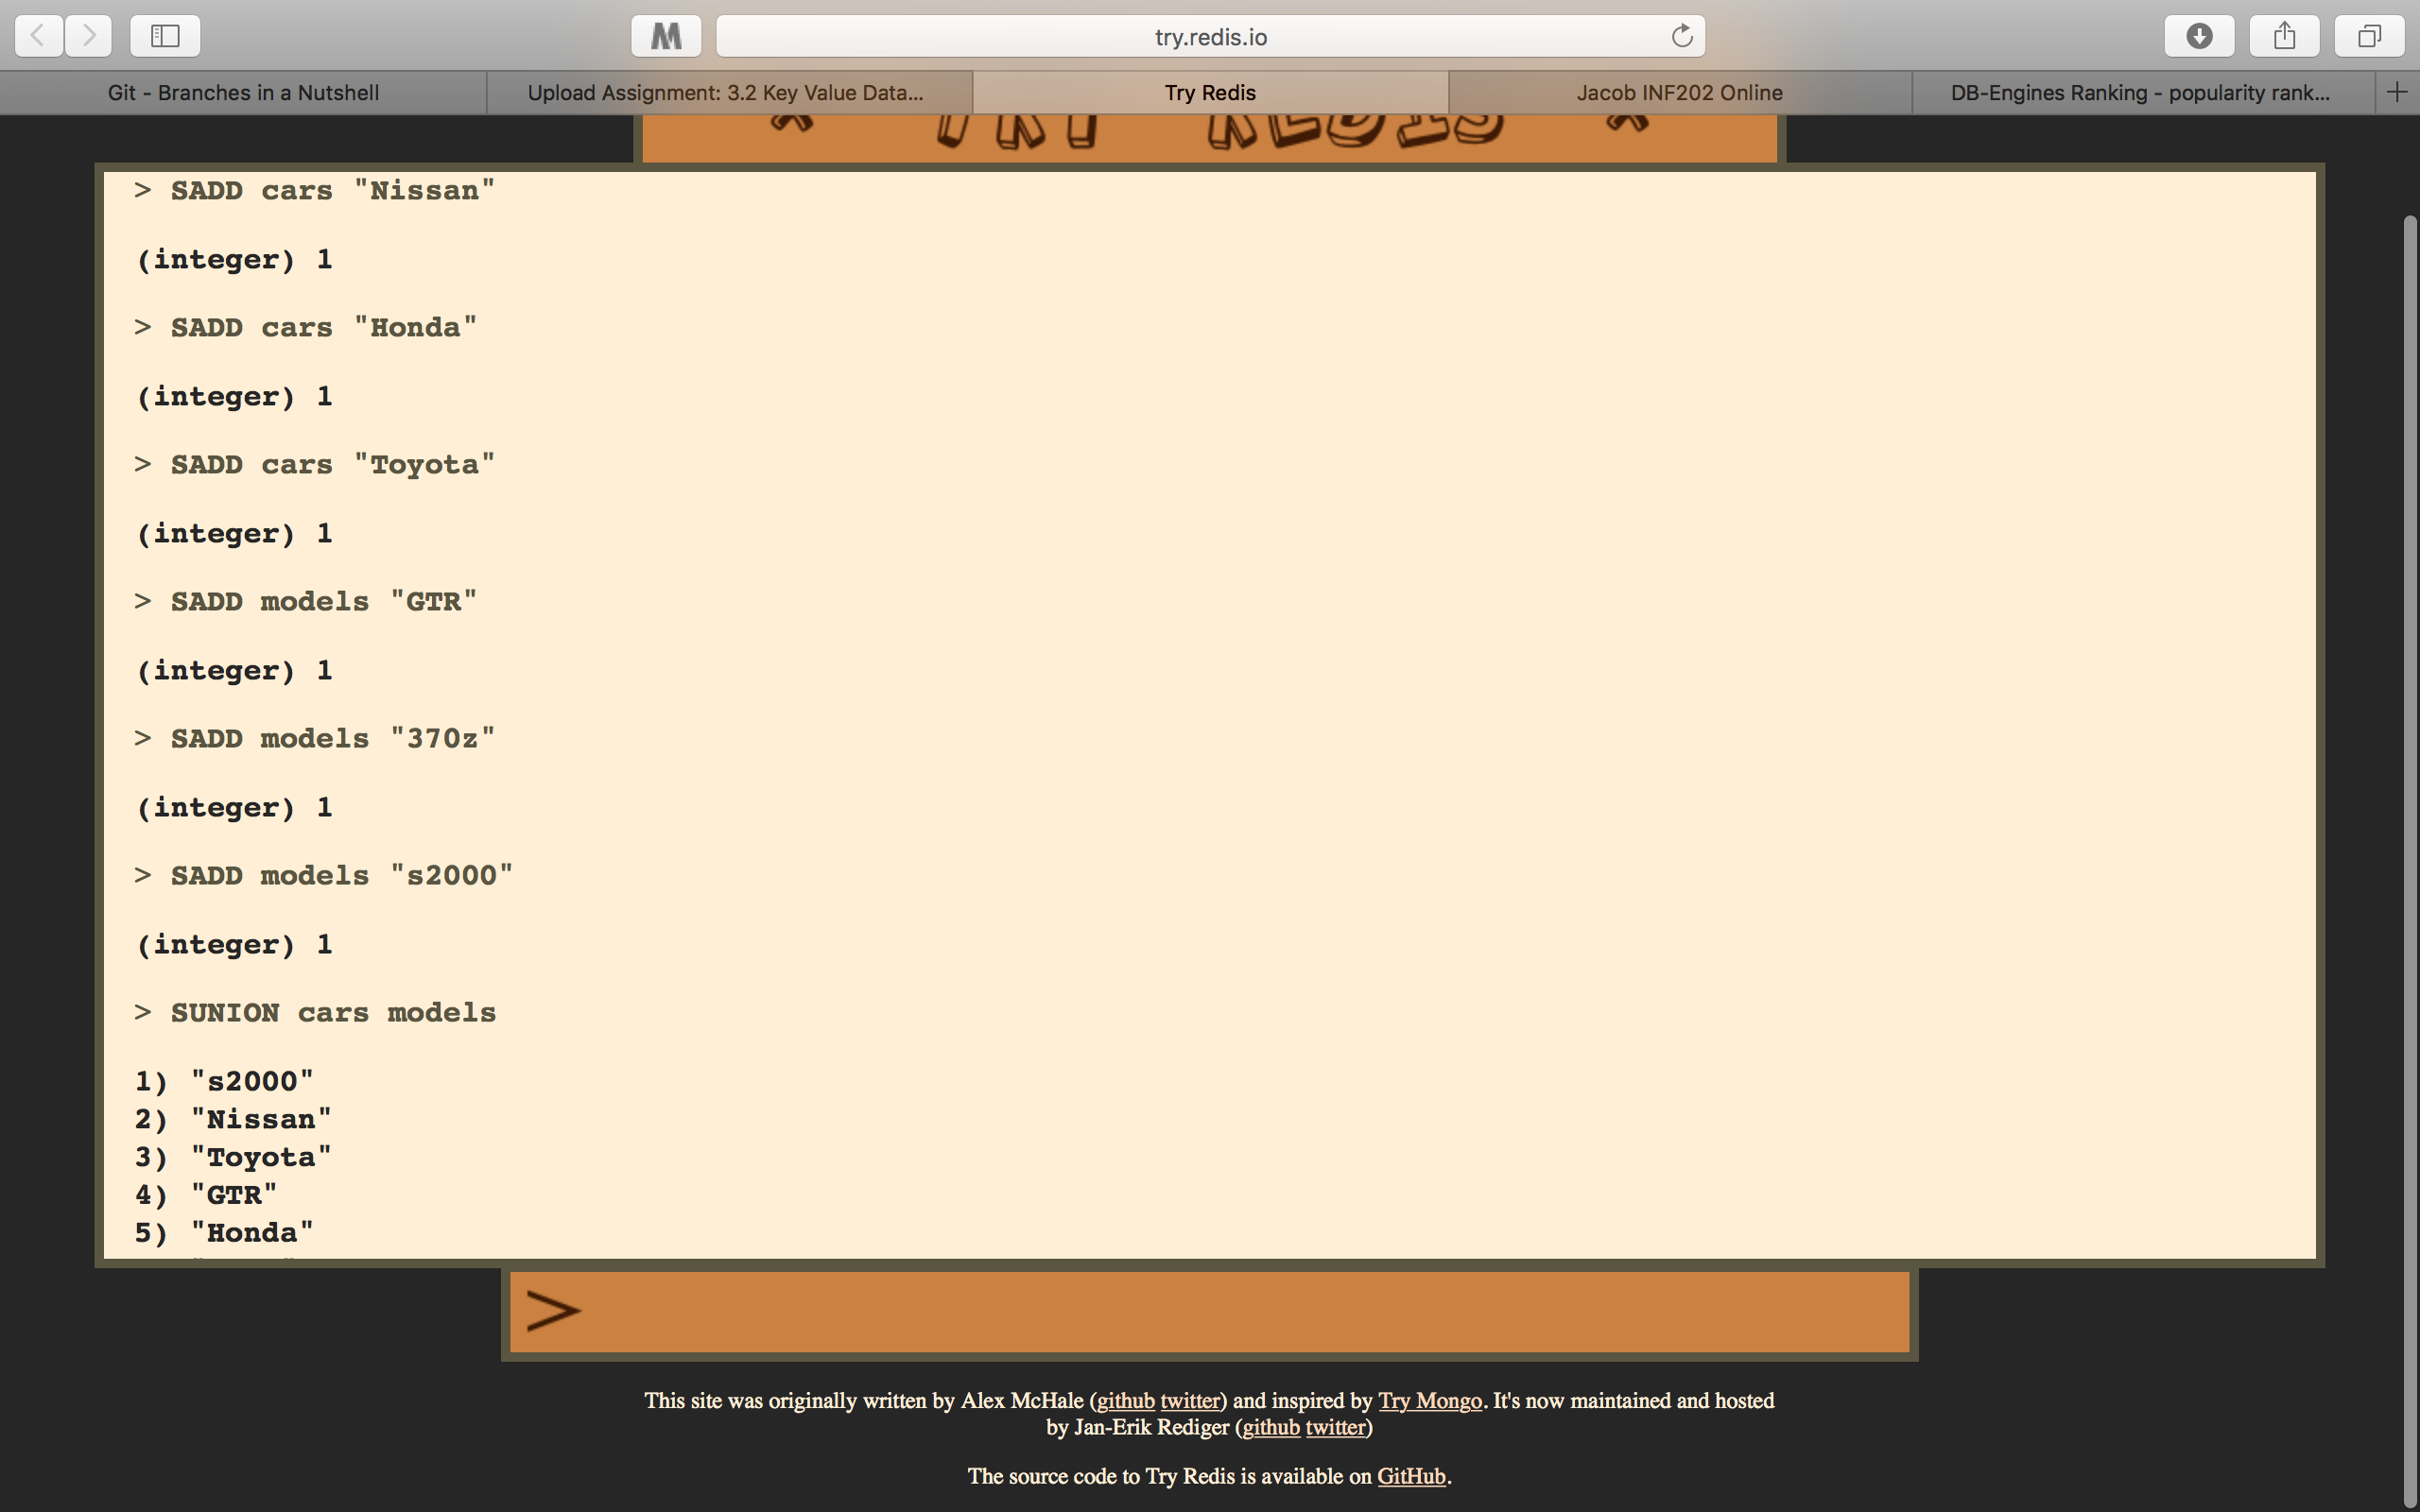 M
try.redis.io
Git - Branches in a Nutshell
Upload Assignment: 3.2 Key Value Data...
Try Redis
Jacob INF202 Online
DB-Engines Ranking - popularity rank...
TRY REDIS
> SADD cars "Nissan"
(integer) 1
> SADD cars "Honda"
(integer) 1
> SADD cars "Toyota"
(integer) 1
> SADD models "GTR"
(integer) 1
> SADD models "370z"
(integer) 1
> SADD models "s2000"
(integer) 1
> SUNION cars models
1) "s2000"
2) "Nissan"
3) "Toyota"
4) "GTR"
5) "Honda"
>
This site was originally written by Alex McHale (github twitter) and inspired by Try Mongo. It's now maintained and hosted
by Jan-Erik Rediger (github twitter)
The source code to Try Redis is available on GitHub.